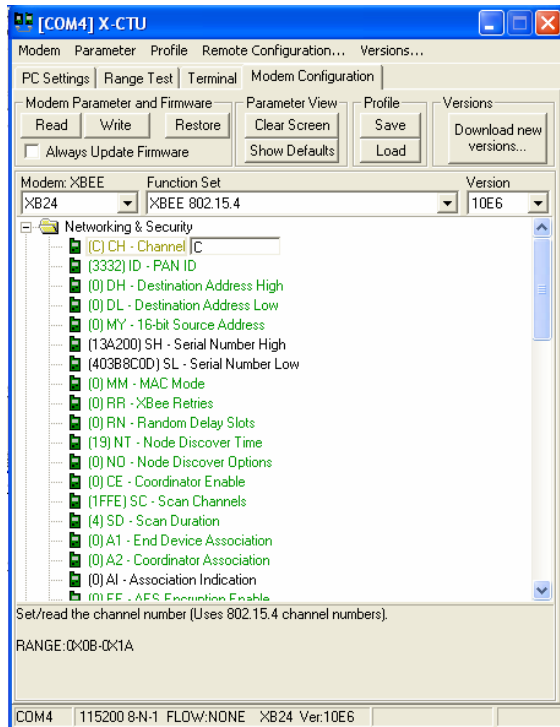 [COM4] X-CTU
Modem Parameter Profile Remote Configuration... Versions...
PC Settings Range Test Terminal Modem Configuration
Modem Parameter and Firmware Parameter View Profile Versions
Read Write Restore Clear Screen Save Download new versions...
Always Update Firmware Show Defaults Load
Modem: XBEE Function Set Version
XB24 XBEE 802.15.4 10E6
Networking & Security
(C) CH - Channel C
(3332) ID - PAN ID
(0) DH - Destination Address High
(0) DL - Destination Address Low
(0) MY - 16-bit Source Address
(13A200) SH - Serial Number High
(403B8C0D) SL - Serial Number Low
(0) MM - MAC Mode
(0) RR - XBee Retries
(0) RN - Random Delay Slots
(19) NT - Node Discover Time
(0) NO - Node Discover Options
(0) CE - Coordinator Enable
(1FFE) SC - Scan Channels
(4) SD - Scan Duration
(0) A1 - End Device Association
(0) A2 - Coordinator Association
(0) AI - Association Indication
(0) EE - AES Encryption Enable
Set/read the channel number (Uses 802.15.4 channel numbers).
RANGE:0X0B-0X1A
COM4 115200 8-N-1 FLOW:NONE XB24 Ver:10E6